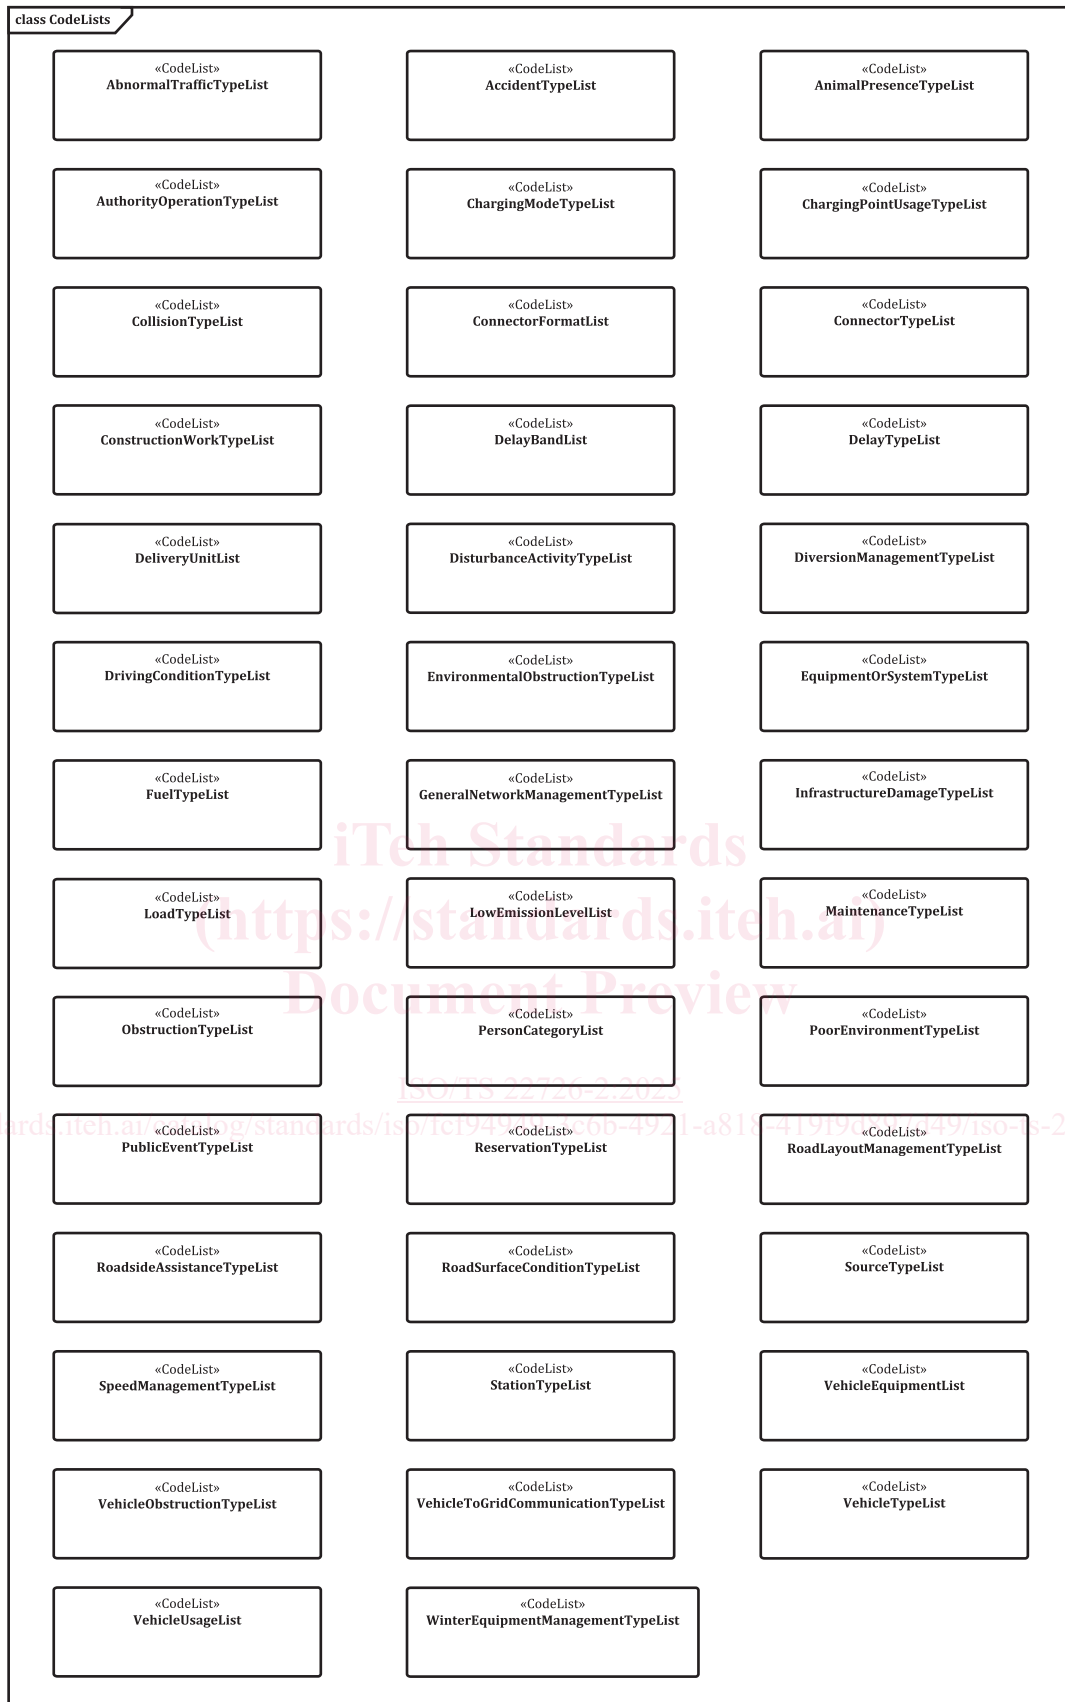 class CodeLists
«CodeList»
AbnormalTrafficTypeList
«CodeList»
AccidentTypeList
«CodeList»
AnimalPresenceTypeList
«CodeList»
AuthorityOperationTypeList
«CodeList»
ChargingModeTypeList
«CodeList»
ChargingPointUsageTypeList
«CodeList»
CollisionTypeList
«CodeList»
ConnectorFormatList
«CodeList»
ConnectorTypeList
«CodeList»
ConstructionWorkTypeList
«CodeList»
DelayBandList
«CodeList»
DelayTypeList
«CodeList»
DeliveryUnitList
«CodeList»
DisturbanceActivityTypeList
«CodeList»
DiversionManagementTypeList
«CodeList»
DrivingConditionTypeList
«CodeList»
EnvironmentalObstructionTypeList
«CodeList»
EquipmentOrSystemTypeList
«CodeList»
FuelTypeList
«CodeList»
GeneralNetworkManagementTypeList
«CodeList»
InfrastructureDamageTypeList
iTeh Standards
«CodeList»
LoadTypeList
«CodeList»
LowEmissionLevelList
«CodeList»
MaintenanceTypeList
(https://standards.iteh.ai)
Document Preview
«CodeList»
ObstructionTypeList
«CodeList»
PersonCategoryList
«CodeList»
PoorEnvironmentTypeList
ISO/TS 22726-2:2025
«CodeList»
PublicEventTypeList
«CodeList»
ReservationTypeList
«CodeList»
RoadLayoutManagementTypeList
«CodeList»
RoadsideAssistanceTypeList
«CodeList»
RoadSurfaceConditionTypeList
«CodeList»
SourceTypeList
«CodeList»
SpeedManagementTypeList
«CodeList»
StationTypeList
«CodeList»
VehicleEquipmentList
«CodeList»
VehicleObstructionTypeList
«CodeList»
VehicleToGridCommunicationTypeList
«CodeList»
VehicleTypeList
«CodeList»
VehicleUsageList
«CodeList»
WinterEquipmentManagementTypeList